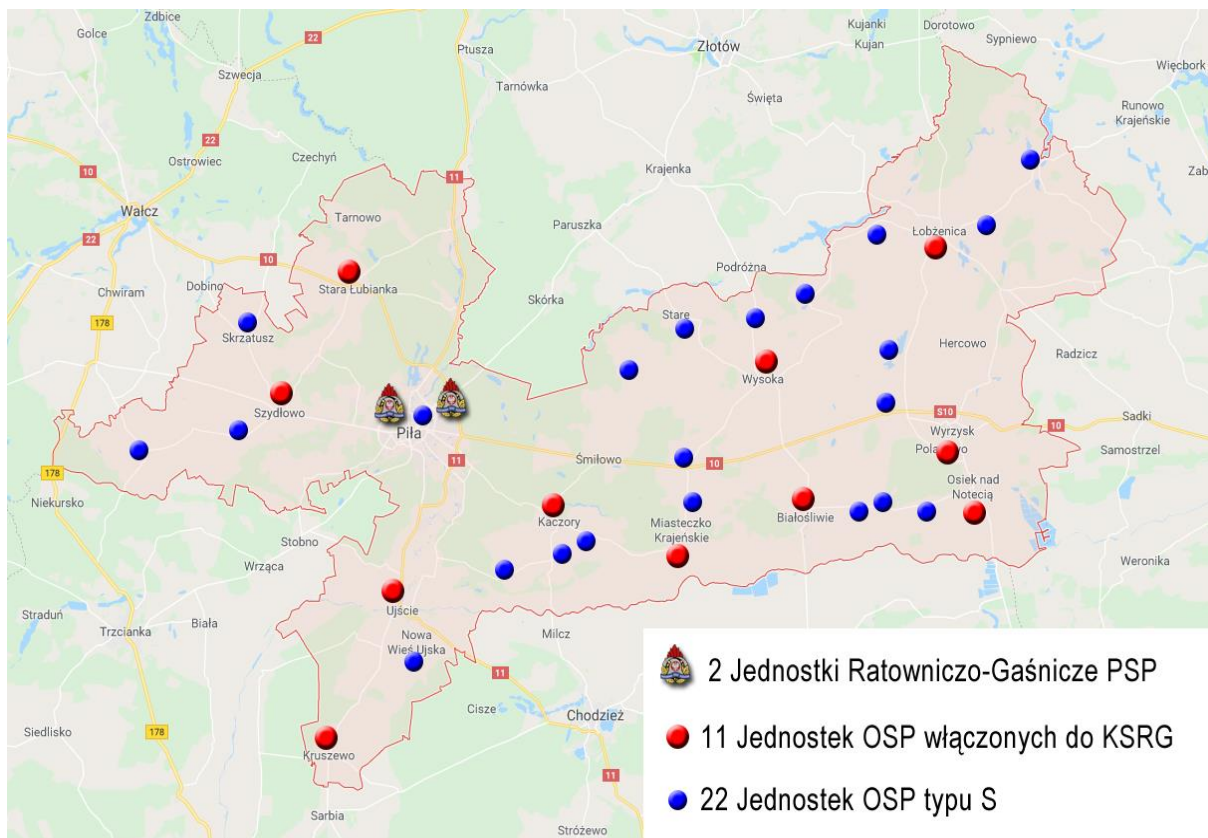 Zdbice
Golce
22
Szwecja
Ptusza
Tarnówka
Złotów
Święta
Kujanki
Kujan
Dorotowo
Sypniewo
Więcbork
Runowo
Krajeńskie
22
Ostrowiec
10
Czechyń
11
Krajenka
Zab
Wałcz
Tarnowo
Paruszka
Łobżenica
22
10
Stara Łubianka
Podróżna
Chwiram
Dobino
Skórka
178
Skrzatusz
Stare
Hercowo
Radzicz
Wysoka
Szydłowo
Piła
S10
10
Sadki
Wyrzysk
Samostrzel
11
Śmiłowo
10
178
Niekursko
Osiek nad
Notecią
Kaczory
Miasteczko
Krajeńskie
Białośliwie
Stobno
Wrząca
Weronika
Ujście
Straduń
Trzcianka
Biała
Nowa
Wieś Ujska
Milcz
11
Cisze
Chodzież
Siedlisko
178
Kruszewo
11
Sarbia
Stróżewo
2 Jednostki Ratowniczo-Gaśnicze PSP
11 Jednostek OSP włączonych do KSRG
22 Jednostek OSP typu S